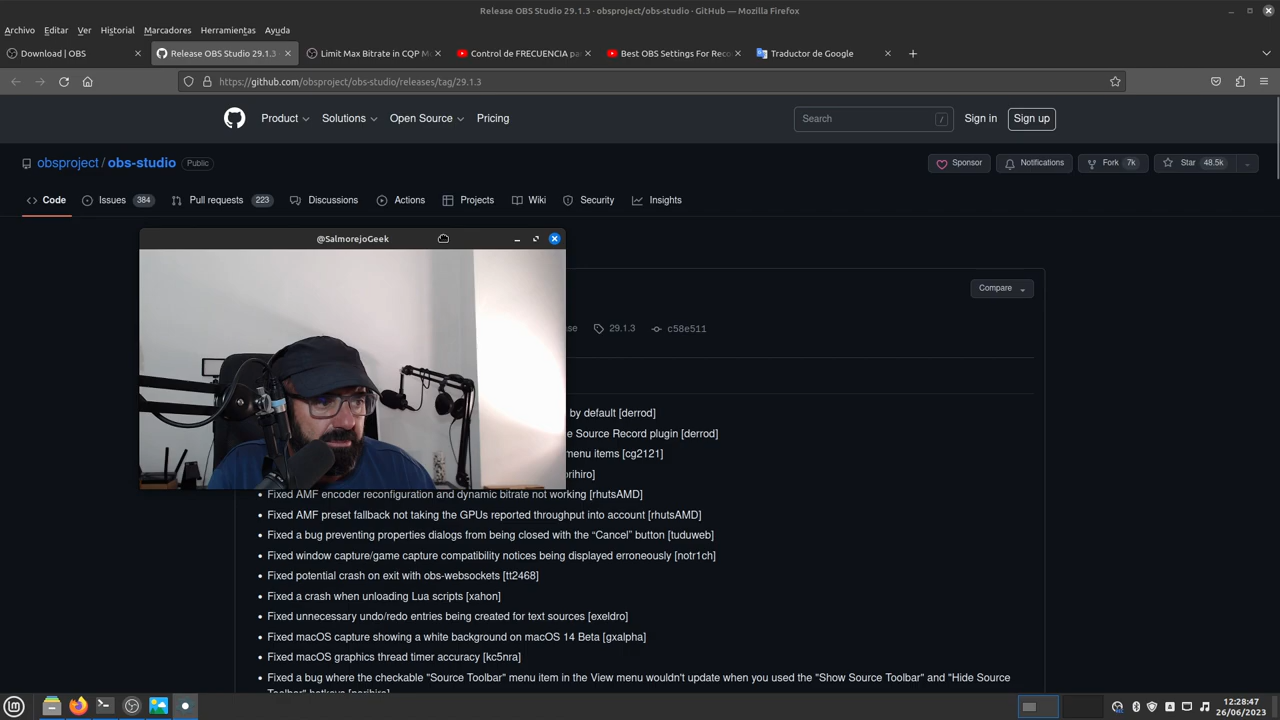 Release OBS Studio 29.1.3 · obsproject/obs-studio · GitHub — Mozilla Firefox
Archivo Editar Ver Historial Marcadores Herramientas Ayuda
Download | OBS
Release OBS Studio 29.1.3
Limit Max Bitrate in CQP M
Control de FRECUENCIA pa
Best OBS Settings For Reco
Traductor de Google
https://github.com/obsproject/obs-studio/releases/tag/29.1.3
Product Solutions Open Source Pricing Search / Sign in Sign up
obsproject / obs-studio Public Sponsor Notifications Fork 7k Star 48.5k
Code Issues 384 Pull requests 223 Discussions Actions Projects Wiki Security Insights
@SalmorejoGeek
Compare
se 29.1.3 c58e511
by default [derrod]
e Source Record plugin [derrod]
menu items [cg2121]
orihiro]
Fixed AMF encoder reconfiguration and dynamic bitrate not working [rhutsAMD]
Fixed AMF preset fallback not taking the GPUs reported throughput into account [rhutsAMD]
Fixed a bug preventing properties dialogs from being closed with the “Cancel” button [tuduweb]
Fixed window capture/game capture compatibility notices being displayed erroneously [notr1ch]
Fixed potential crash on exit with obs-websockets [tt2468]
Fixed a crash when unloading Lua scripts [xahon]
Fixed unnecessary undo/redo entries being created for text sources [exeldro]
Fixed macOS capture showing a white background on macOS 14 Beta [gxalpha]
Fixed macOS graphics thread timer accuracy [kc5nra]
Fixed a bug where the checkable "Source Toolbar" menu item in the View menu wouldn't update when you used the "Show Source Toolbar" and "Hide Source
Toolbar" hotkeys [norihiro]
12:28:47
26/06/2023